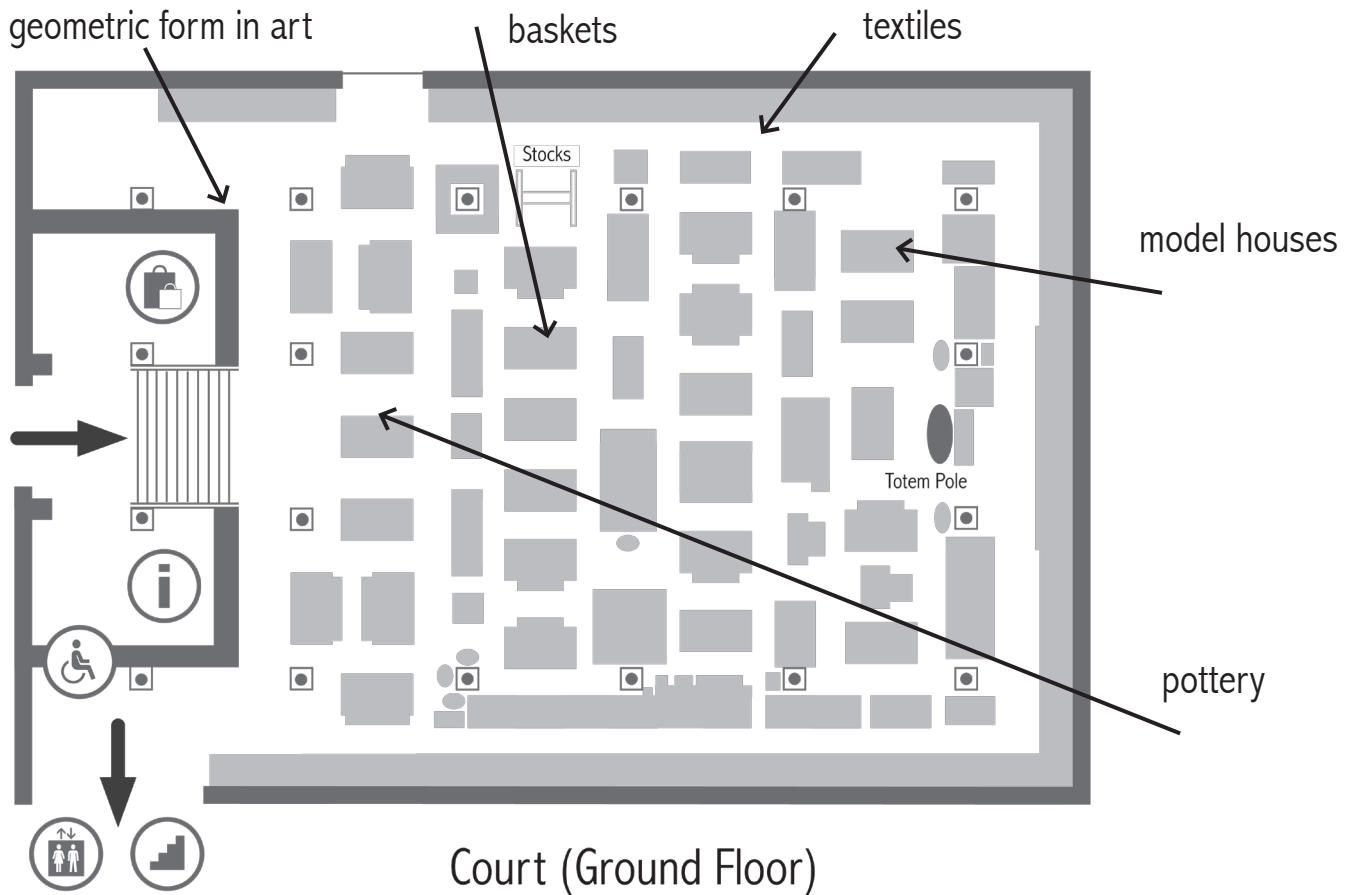 geometric form in art
baskets
textiles
Stocks
model houses
Totem Pole
i
pottery
Court (Ground Floor)